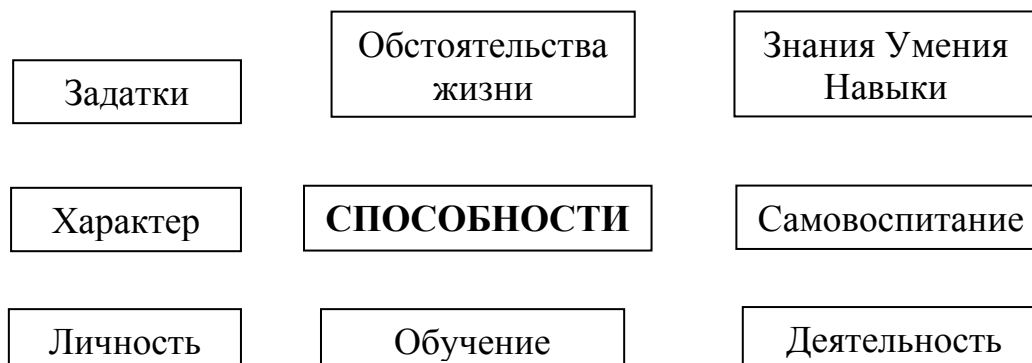 Задатки
Обстоятельства
жизни
Знания Умения
Навыки
Характер
СПОСОБНОСТИ
Самовоспитание
Личность
Обучение
Деятельность